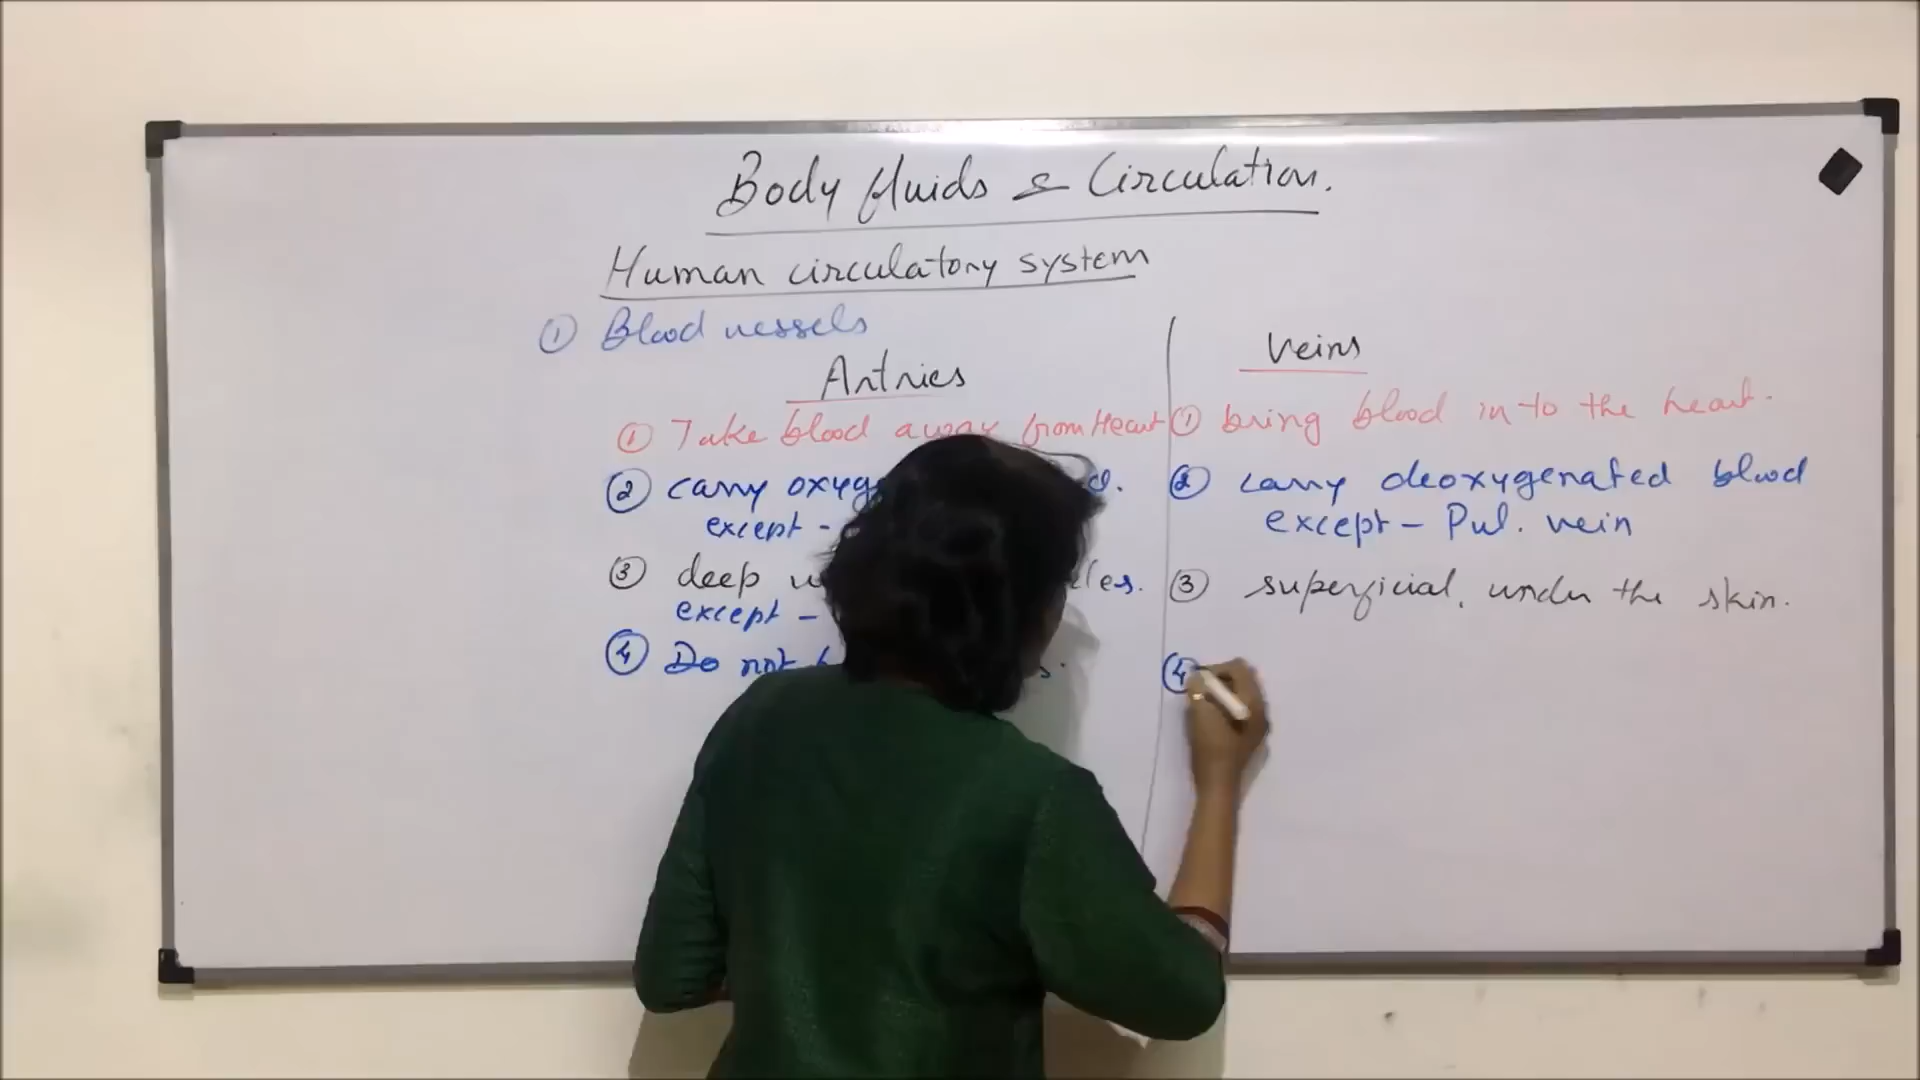 Body fluids & Circulation.
Human circulatory system
① Blood vessels
Artries
① Take blood away from Heart
② carry
except -
③ deep
except -
④ Do not
Veins
① bring blood in to the heart.
② carry deoxygenated blood
except - Pul. vein
③ superficial, under the skin.
④